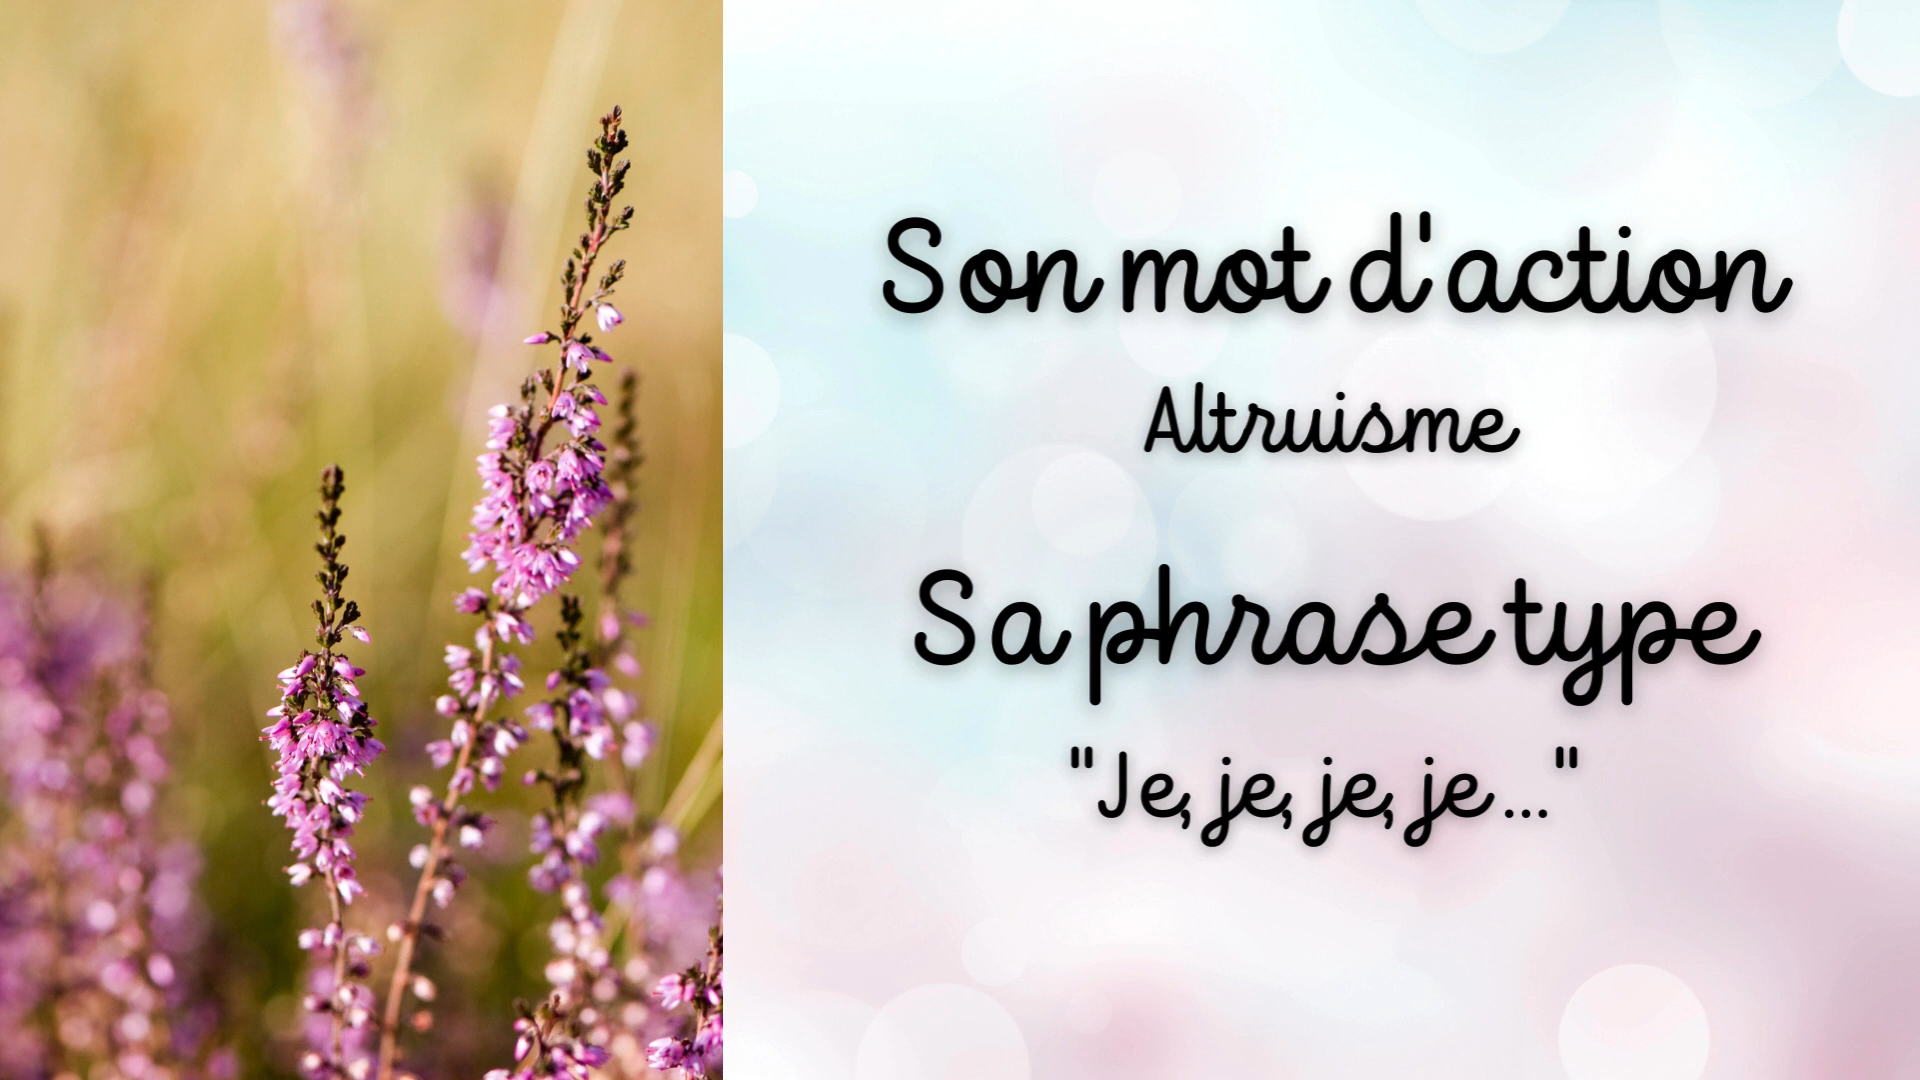 Son mot d'action
Altruisme
Sa phrase type
"Je, je, je, je..."